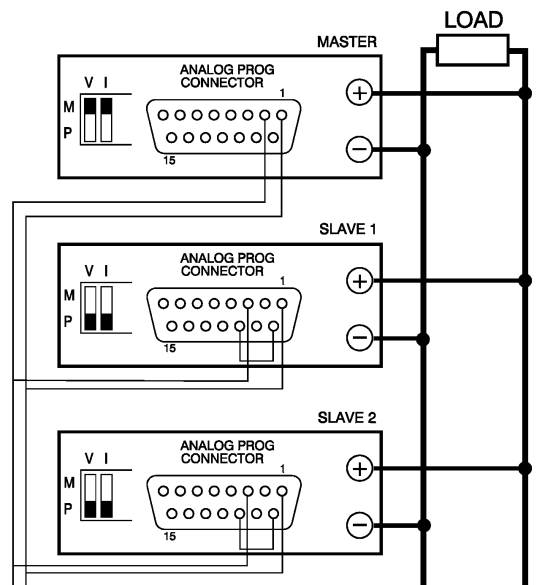 LOAD
MASTER
ANALOG PROG
CONNECTOR
V I
1
M
P
15
+
−
SLAVE 1
ANALOG PROG
CONNECTOR
V I
1
M
P
15
+
−
SLAVE 2
ANALOG PROG
CONNECTOR
V I
1
M
P
15
+
−